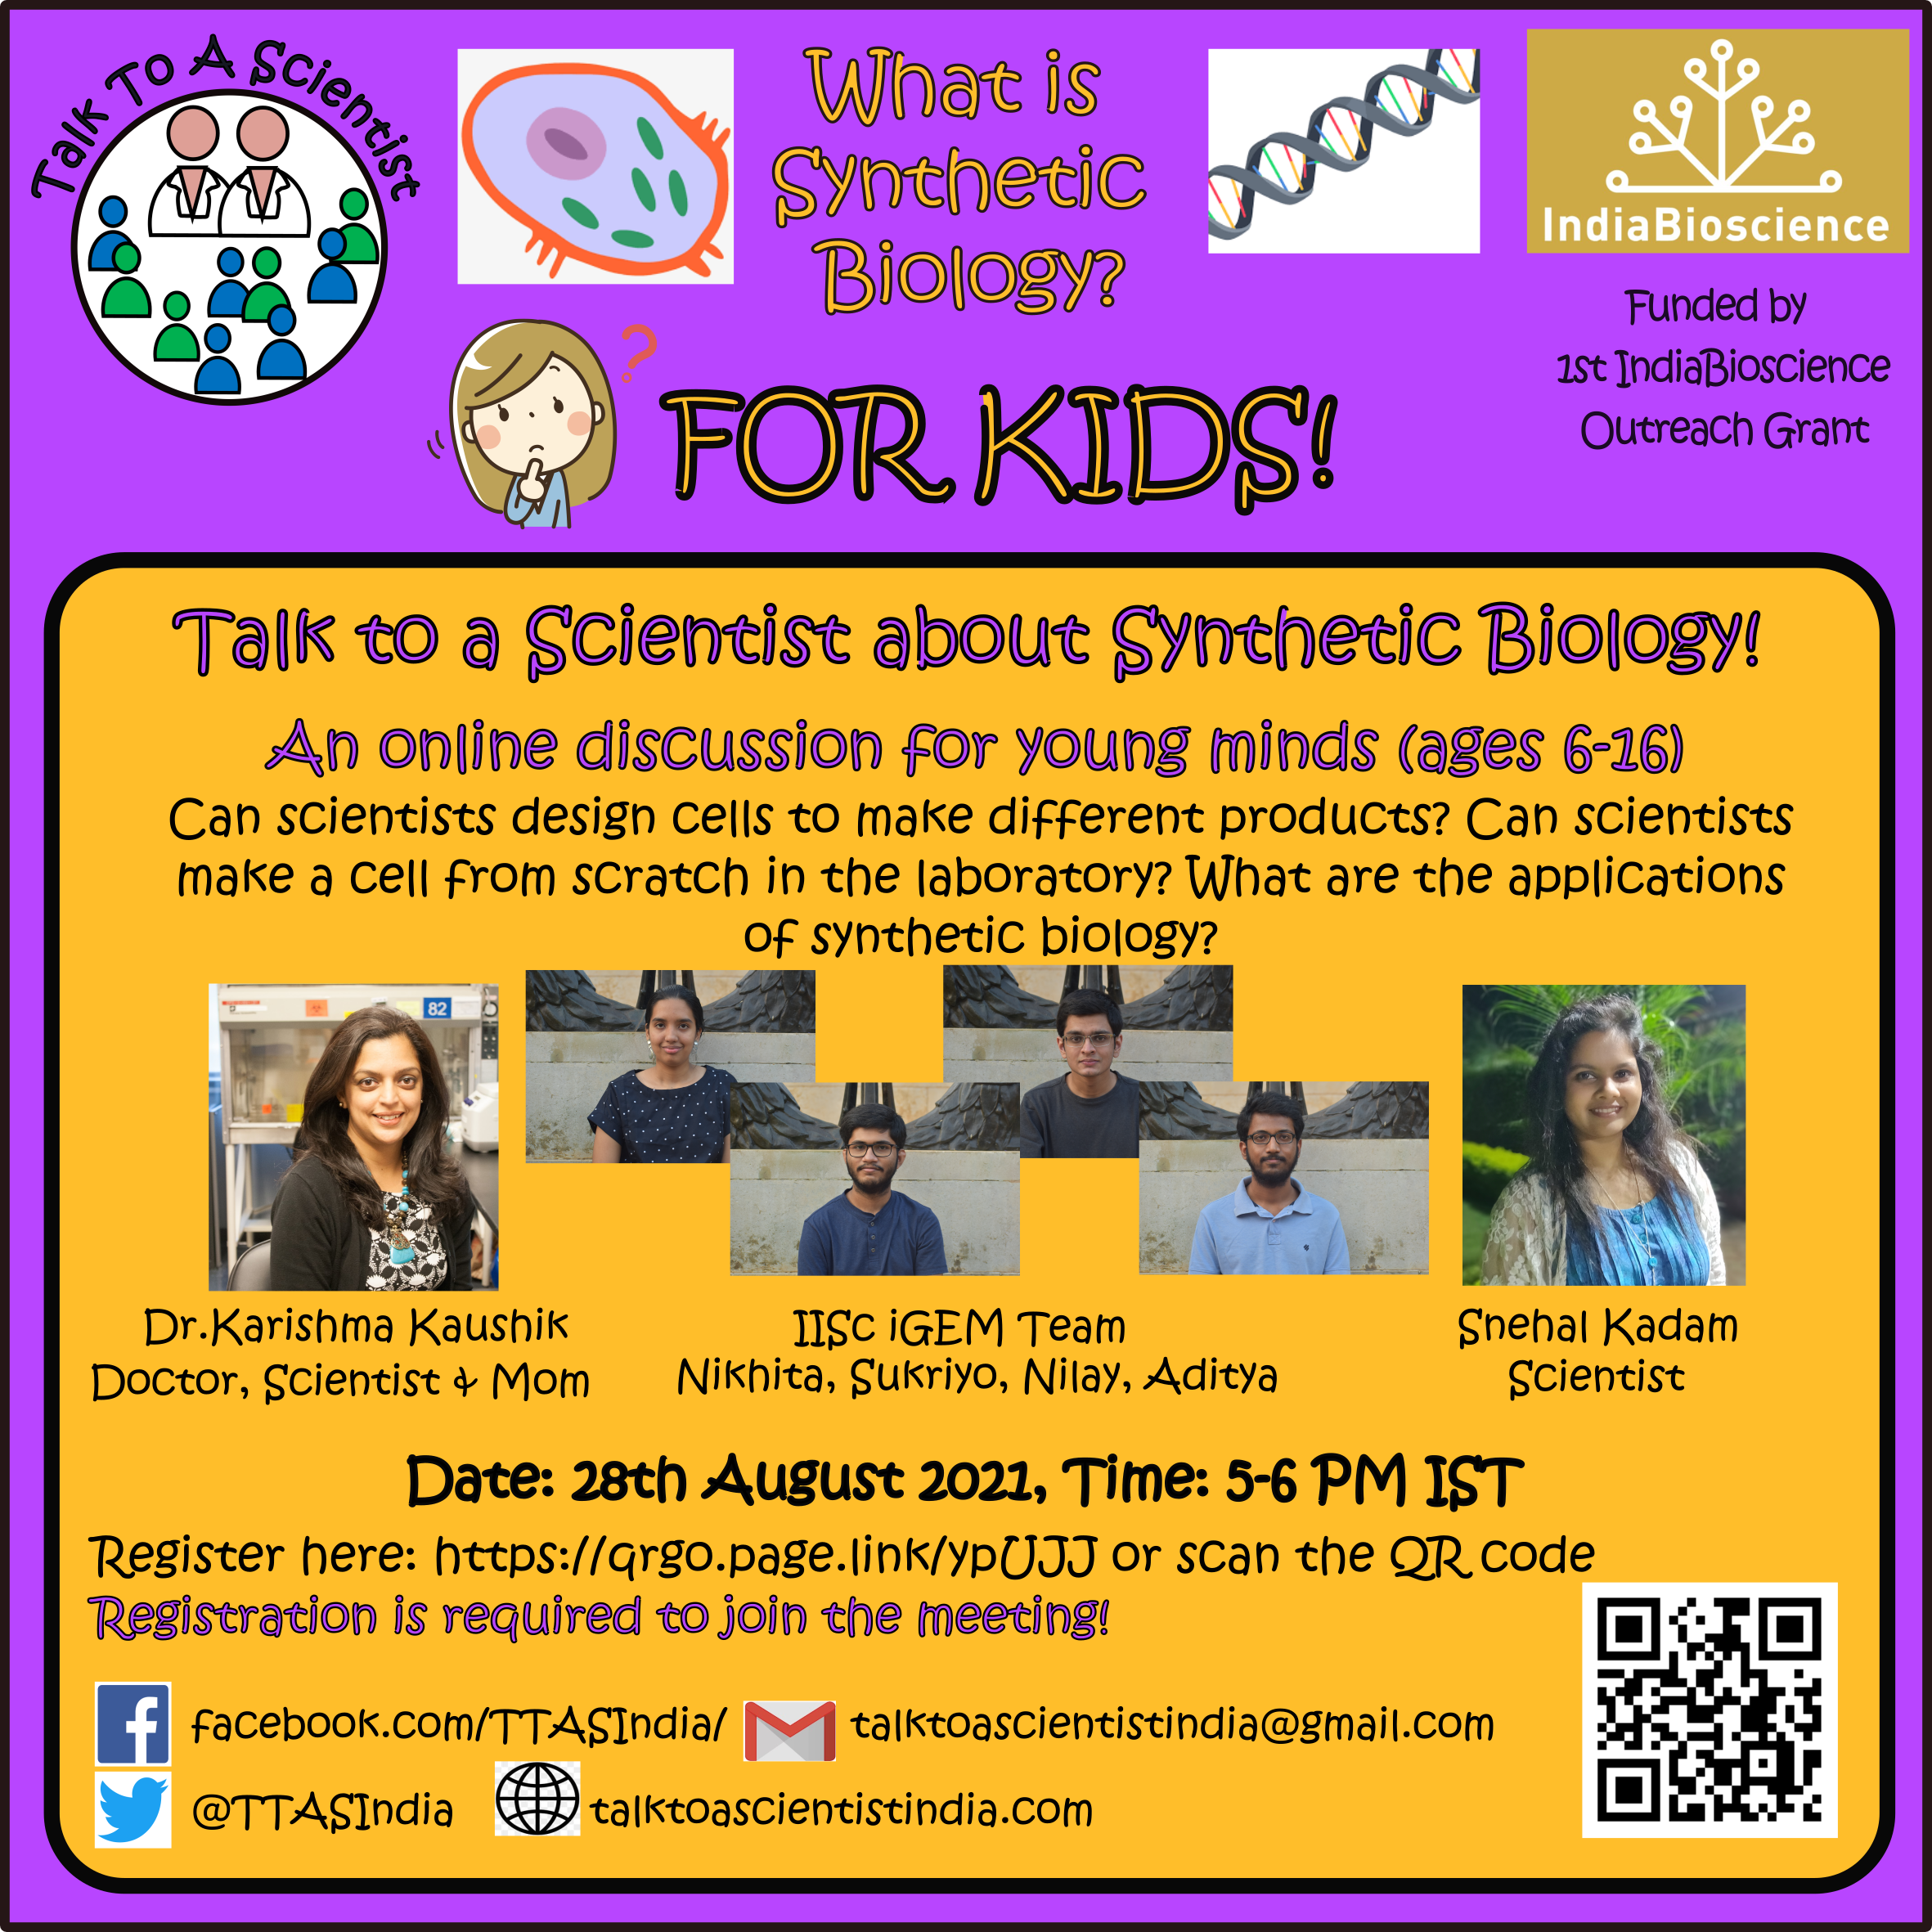 Talk To A Scientist
What is
Synthetic
Biology?
IndiaBioscience
Funded by
1st IndiaBioscience
Outreach Grant
?
FOR KIDS!
Talk to a Scientist about Synthetic Biology!
An online discussion for young minds (ages 6-16)
Can scientists design cells to make different products? Can scientists
make a cell from scratch in the laboratory? What are the applications
of synthetic biology?
82
Dr.Karishma Kaushik
Doctor, Scientist & Mom
IISc iGEM Team
Nikhita, Sukriyo, Nilay, Aditya
Snehal Kadam
Scientist
Date: 28th August 2021, Time: 5-6 PM IST
Register here: https://qrgo.page.link/ypUJJ or scan the QR code
Registration is required to join the meeting!
facebook.com/TTASIndia/
talktoascientistindia@gmail.com
@TTASIndia
talktoascientistindia.com